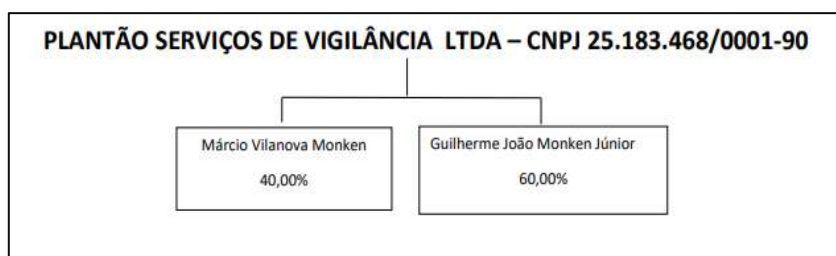 PLANTÃO SERVIÇOS DE VIGILÂNCIA LTDA – CNPJ 25.183.468/0001-90
Márcio Vilanova Monken
40,00%
Guilherme João Monken Júnior
60,00%